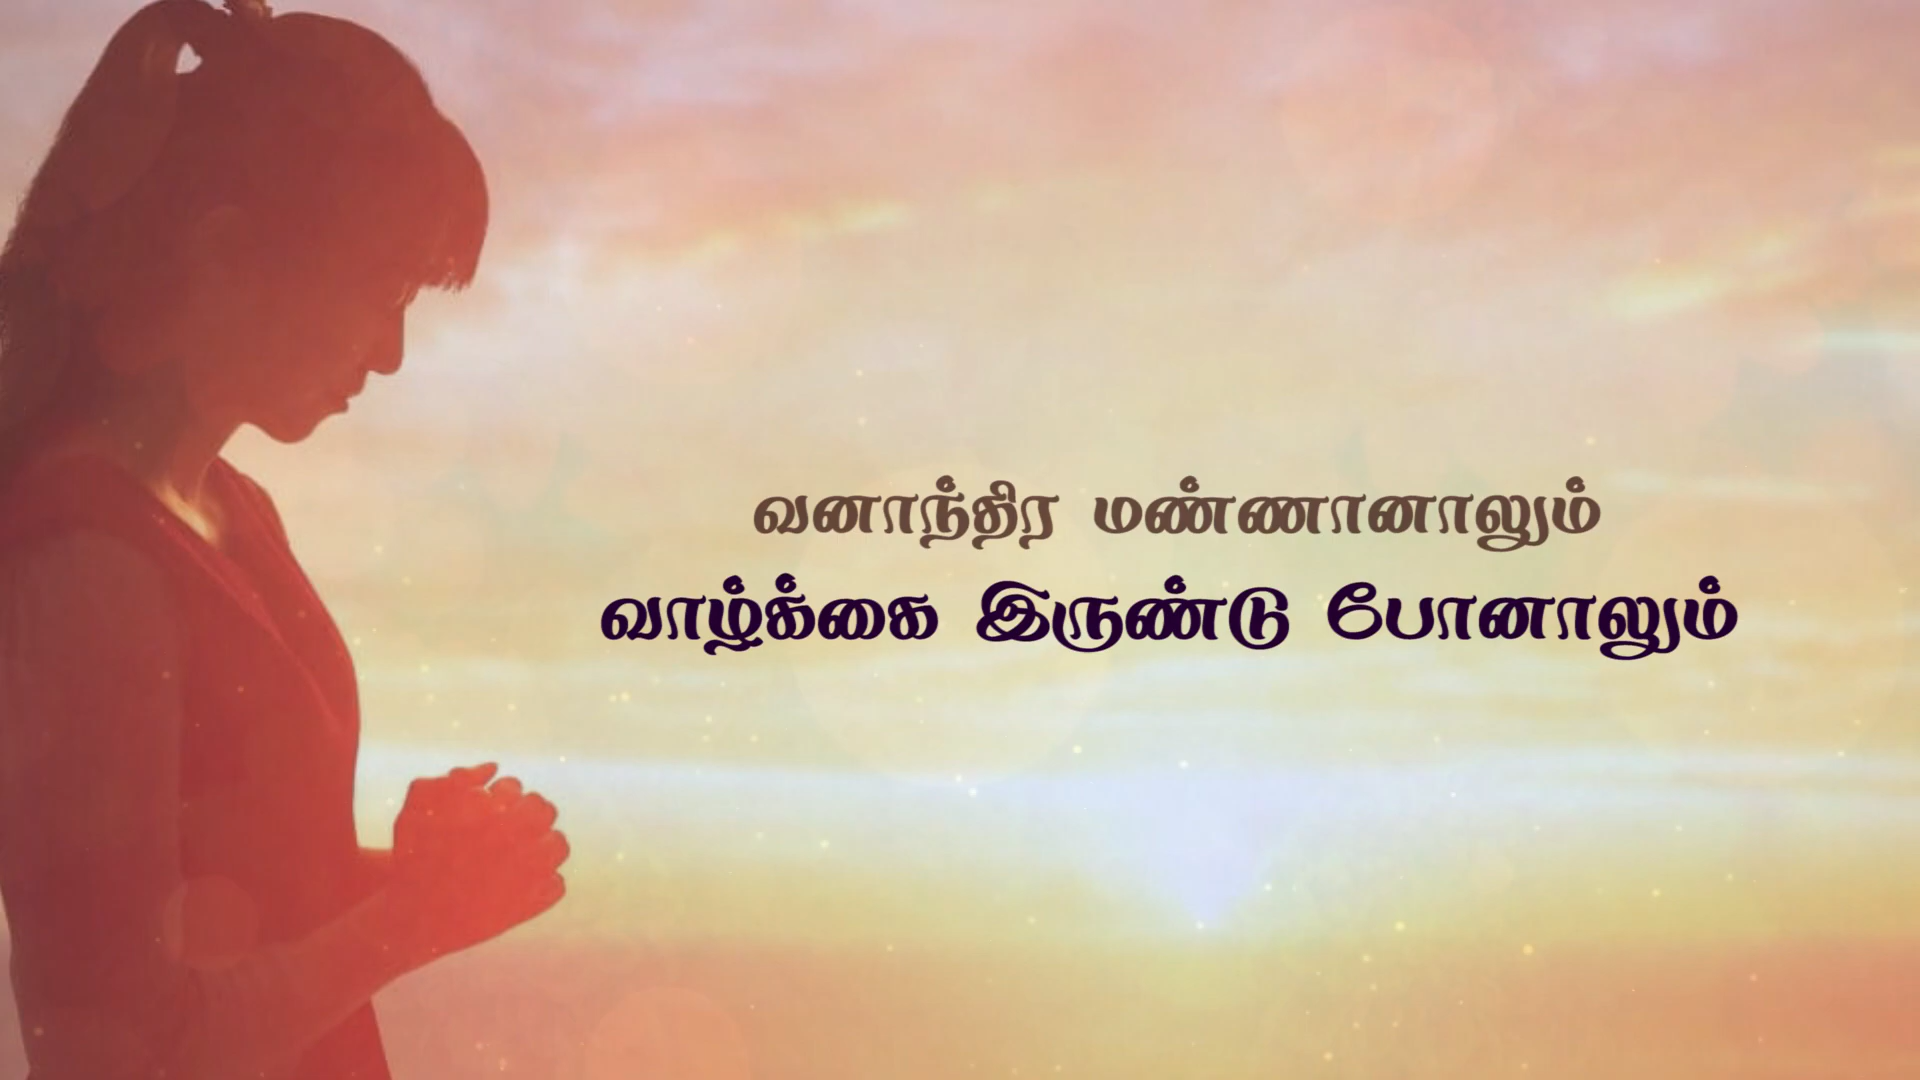 வனாந்திர மண்ணானாலும்
வாழ்க்கை இருண்டு போனாலும்